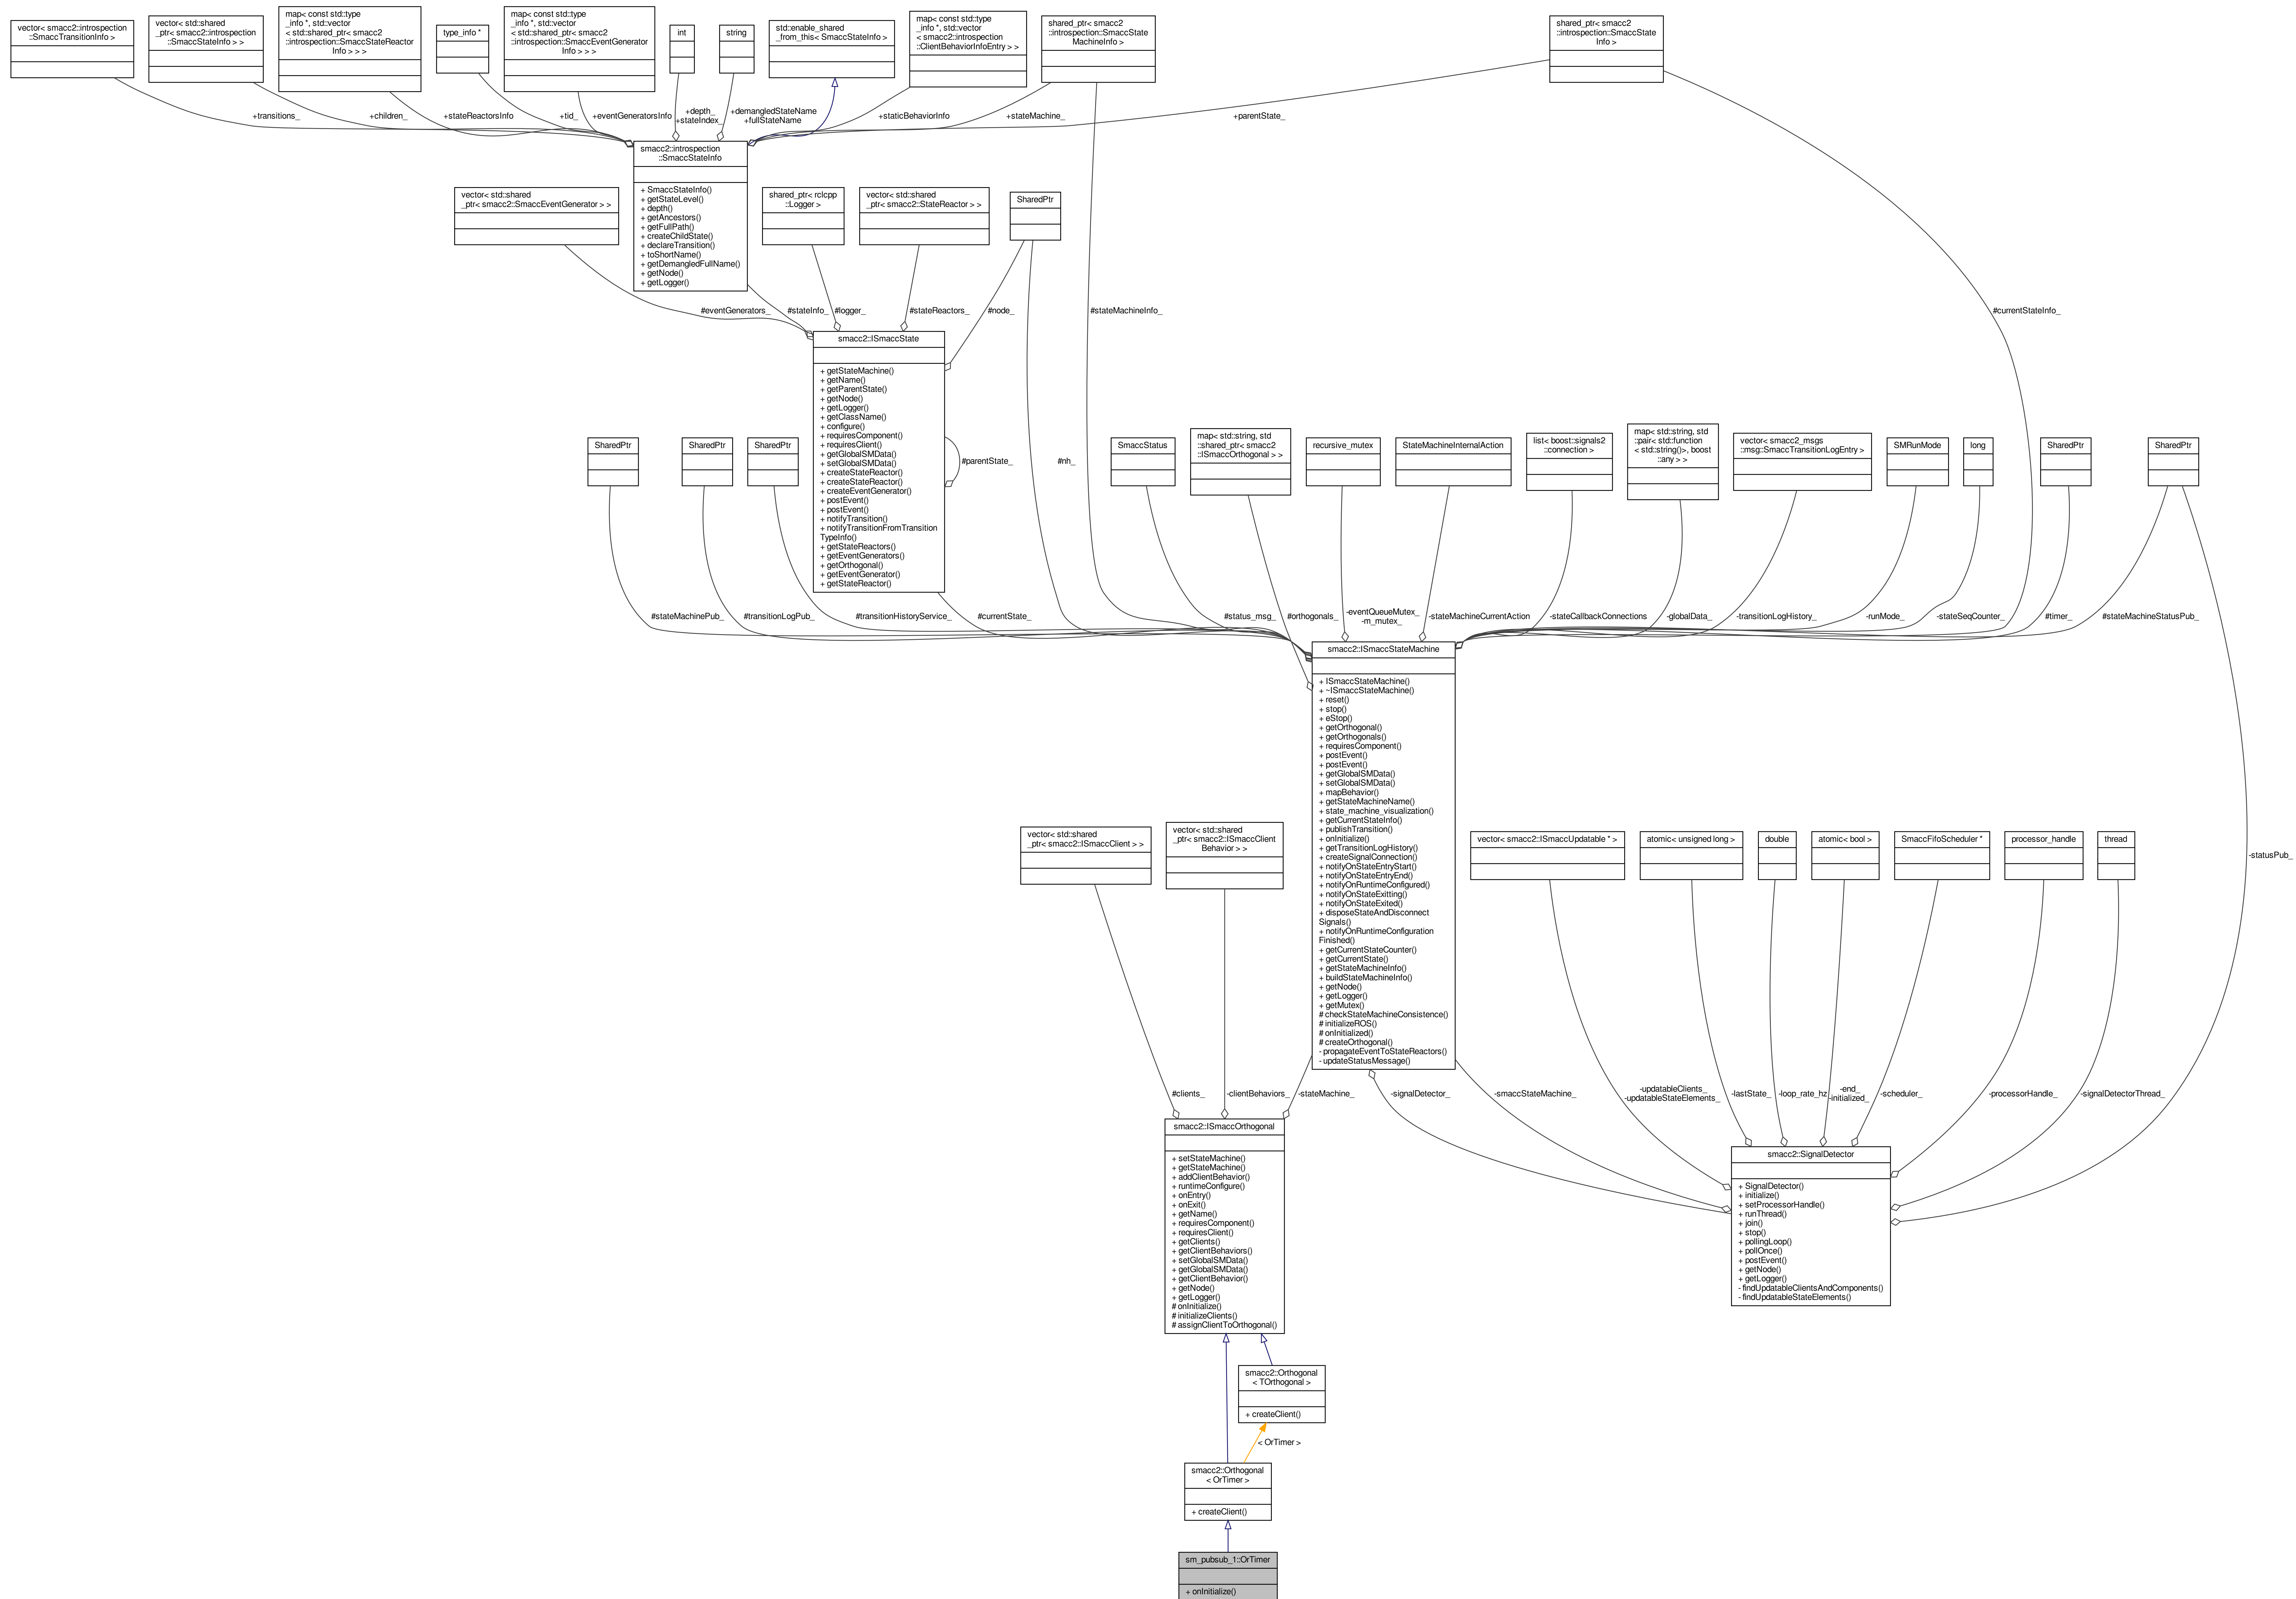 vector< smacc2::introspection
::SmaccTransitionInfo >
vector< std::shared
_ptr< smacc2::introspection
::SmaccStateInfo > >
map< const std::type
_info *, std::vector
< std::shared_ptr< smacc2
::introspection::SmaccStateReactor
Info > > >
type_info *
map< const std::type
_info *, std::vector
< std::shared_ptr< smacc2
::introspection::SmaccEventGenerator
Info > > >
int
string
std::enable_shared
_from_this< SmaccStateInfo >
map< const std::type
_info *, std::vector
< smacc2::introspection
::ClientBehaviorInfoEntry > >
shared_ptr< smacc2
::introspection::SmaccState
MachineInfo >
shared_ptr< smacc2
::introspection::SmaccState
Info >
+transitions_
+children_
+stateReactorsInfo
+tid_
+eventGeneratorsInfo
+depth_
+stateIndex_
+demangledStateName
+fullStateName
+staticBehaviorInfo
+stateMachine_
+parentState_
smacc2::introspection
::SmaccStateInfo
+ SmaccStateInfo()
+ getStateLevel()
+ depth()
+ getAncestors()
+ getFullPath()
+ createChildState()
+ declareTransition()
+ toShortName()
+ getDemangledFullName()
+ getNode()
+ getLogger()
vector< std::shared
_ptr< smacc2::SmaccEventGenerator > >
shared_ptr< rclcpp
::Logger >
vector< std::shared
_ptr< smacc2::StateReactor > >
SharedPtr
#eventGenerators_
#stateInfo_
#logger_
#stateReactors_
#node_
#stateMachineInfo_
#currentStateInfo_
smacc2::ISmaccState
+ getStateMachine()
+ getName()
+ getParentState()
+ getNode()
+ getLogger()
+ getClassName()
+ configure()
+ requiresComponent()
+ requiresClient()
+ getGlobalSMData()
+ setGlobalSMData()
+ createStateReactor()
+ createStateReactor()
+ createEventGenerator()
+ postEvent()
+ postEvent()
+ notifyTransition()
+ notifyTransitionFromTransition
TypeInfo()
+ getStateReactors()
+ getEventGenerators()
+ getOrthogonal()
+ getEventGenerator()
+ getStateReactor()
#parentState_
#nh_
SharedPtr
SharedPtr
SharedPtr
SmaccStatus
map< std::string, std
::shared_ptr< smacc2
::ISmaccOrthogonal > >
recursive_mutex
StateMachineInternalAction
list< boost::signals2
::connection >
map< std::string, std
::pair< std::function
< std::string()>, boost
::any > >
vector< smacc2_msgs
::msg::SmaccTransitionLogEntry >
SMRunMode
long
SharedPtr
SharedPtr
#stateMachinePub_
#transitionLogPub_
#transitionHistoryService_
#currentState_
#status_msg_
#orthogonals_
-eventQueueMutex_
-m_mutex_
-stateMachineCurrentAction
-stateCallbackConnections
-globalData_
-transitionLogHistory_
-runMode_
-stateSeqCounter_
#timer_
#stateMachineStatusPub_
smacc2::ISmaccStateMachine
+ ISmaccStateMachine()
+ ~ISmaccStateMachine()
+ reset()
+ stop()
+ eStop()
+ getOrthogonal()
+ getOrthogonals()
+ requiresComponent()
+ postEvent()
+ postEvent()
+ getGlobalSMData()
+ setGlobalSMData()
+ mapBehavior()
+ getStateMachineName()
+ state_machine_visualization()
+ getCurrentStateInfo()
+ publishTransition()
+ onInitialize()
+ getTransitionLogHistory()
+ createSignalConnection()
+ notifyOnStateEntryStart()
+ notifyOnStateEntryEnd()
+ notifyOnRuntimeConfigured()
+ notifyOnStateExitting()
+ notifyOnStateExited()
+ disposeStateAndDisconnect
Signals()
+ notifyOnRuntimeConfiguration
Finished()
+ getCurrentStateCounter()
+ getCurrentState()
+ getStateMachineInfo()
+ buildStateMachineInfo()
+ getNode()
+ getLogger()
+ getMutex()
# checkStateMachineConsistence()
# initializeROS()
# onInitialized()
# createOrthogonal()
- propagateEventToStateReactors()
- updateStatusMessage()
vector< std::shared
_ptr< smacc2::ISmaccClient > >
vector< std::shared
_ptr< smacc2::ISmaccClient
Behavior > >
vector< smacc2::ISmaccUpdatable * >
atomic< unsigned long >
double
atomic< bool >
SmaccFifoScheduler *
processor_handle
thread
-statusPub_
#clients_
-clientBehaviors_
-stateMachine_
-signalDetector_
-smaccStateMachine_
-updatableClients_
-updatableStateElements_
-lastState_
-loop_rate_hz
-end_
-initialized_
-scheduler_
-processorHandle_
-signalDetectorThread_
smacc2::ISmaccOrthogonal
+ setStateMachine()
+ getStateMachine()
+ addClientBehavior()
+ runtimeConfigure()
+ onEntry()
+ onExit()
+ getName()
+ requiresComponent()
+ requiresClient()
+ getClients()
+ getClientBehaviors()
+ setGlobalSMData()
+ getGlobalSMData()
+ getClientBehavior()
+ getNode()
+ getLogger()
# onInitialize()
# initializeClients()
# assignClientToOrthogonal()
smacc2::SignalDetector
+ SignalDetector()
+ initialize()
+ setProcessorHandle()
+ runThread()
+ join()
+ stop()
+ pollingLoop()
+ pollOnce()
+ postEvent()
+ getNode()
+ getLogger()
- findUpdatableClientsAndComponents()
- findUpdatableStateElements()
smacc2::Orthogonal
< TOrthogonal >
+ createClient()
< OrTimer >
smacc2::Orthogonal
< OrTimer >
+ createClient()
sm_pubsub_1::OrTimer
+ onInitialize()